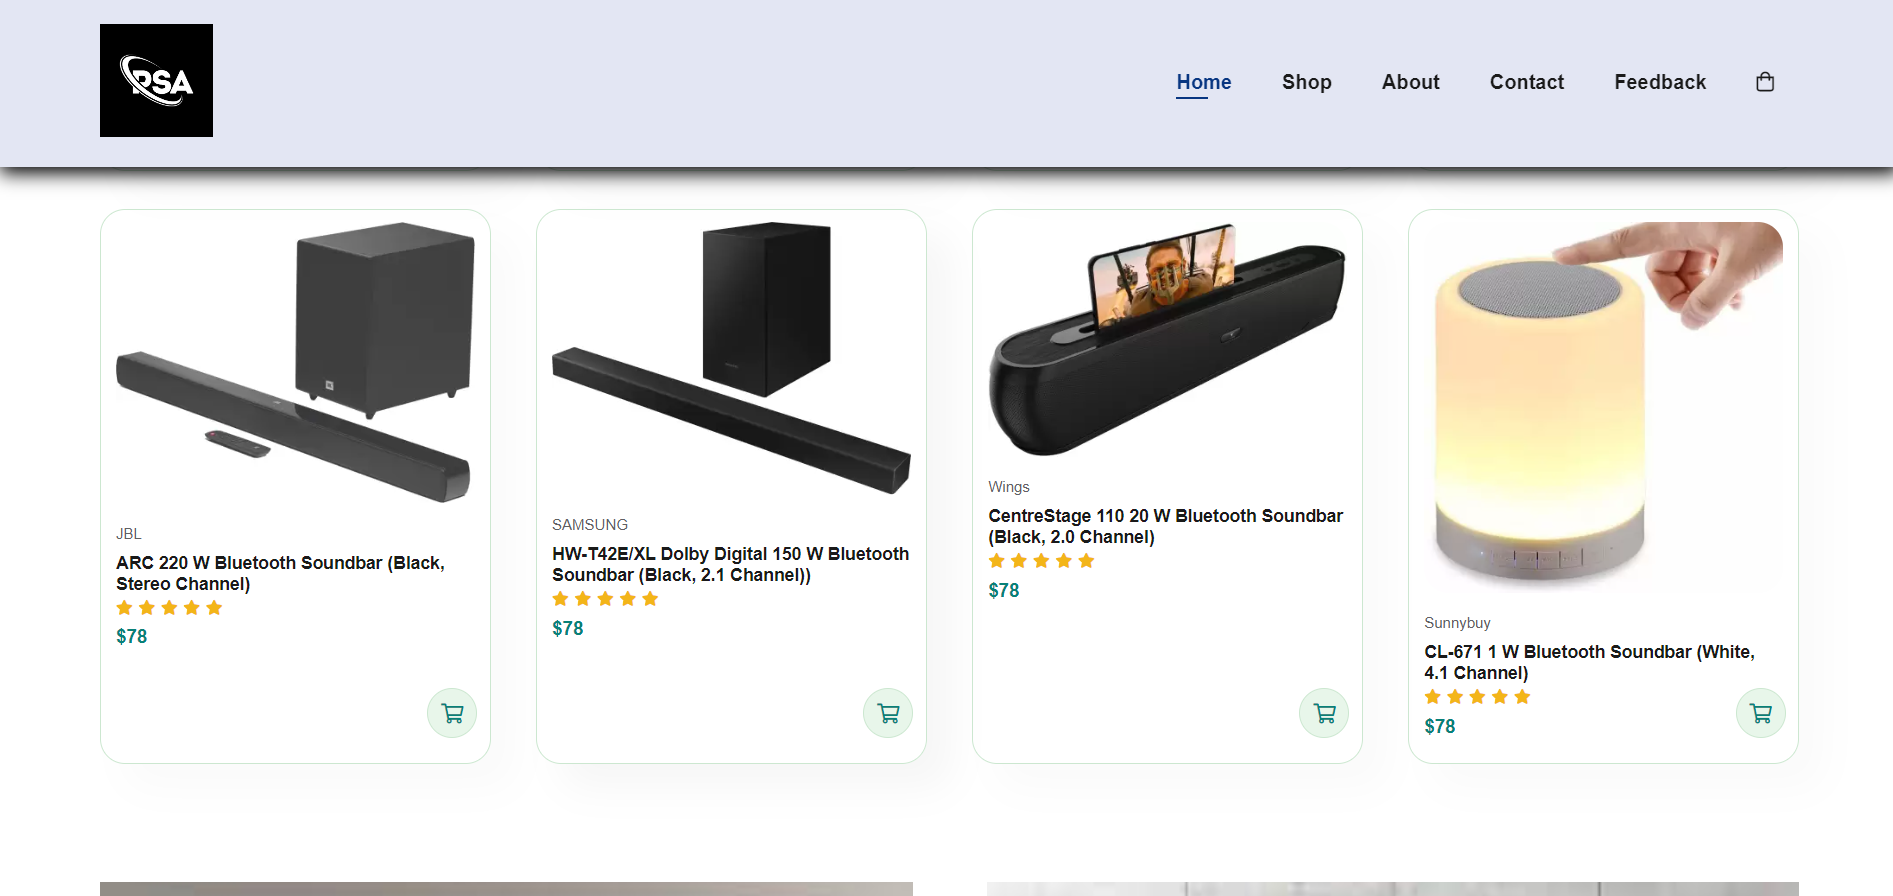 PSA
Home
Shop
About
Contact
Feedback
JBL
ARC 220 W Bluetooth Soundbar (Black,
Stereo Channel)
$78
SAMSUNG
HW-T42E/XL Dolby Digital 150 W Bluetooth
Soundbar (Black, 2.1 Channel))
$78
Wings
CentreStage 110 20 W Bluetooth Soundbar
(Black, 2.0 Channel)
$78
Sunnybuy
CL-671 1 W Bluetooth Soundbar (White,
4.1 Channel)
$78